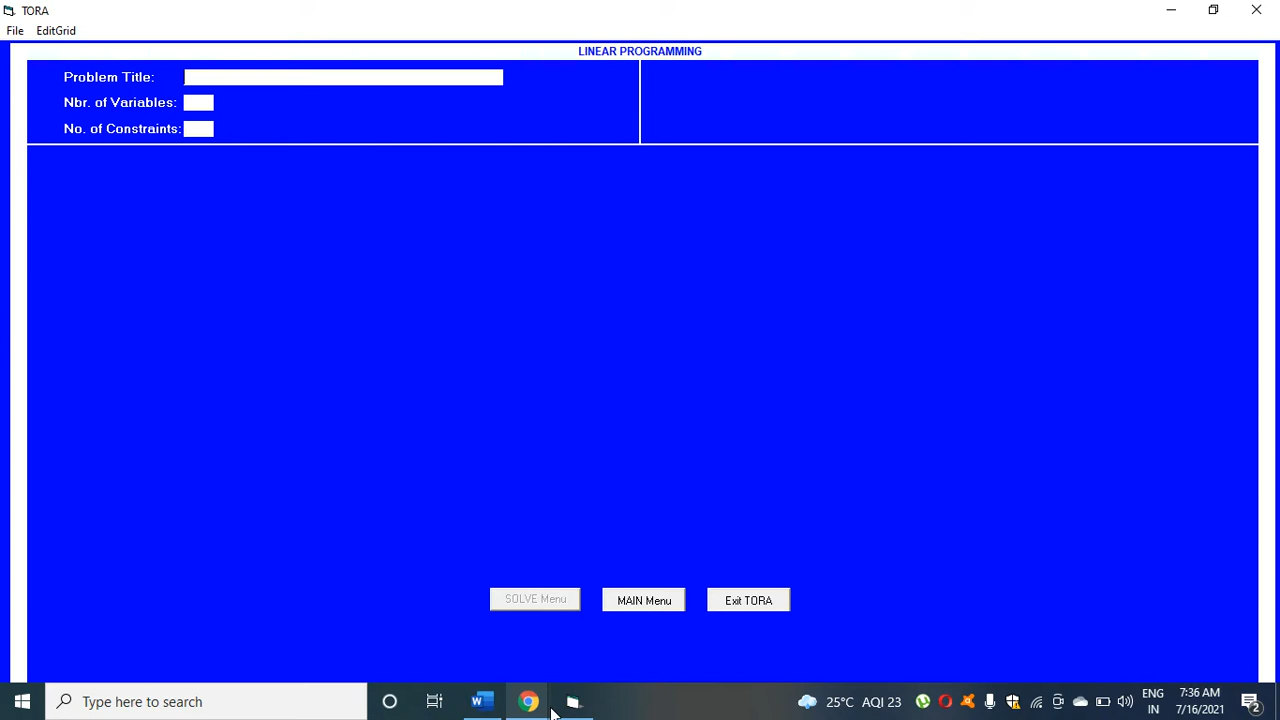 TORA
File EditGrid
LINEAR PROGRAMMING
Problem Title:
Nbr. of Variables:
No. of Constraints:
SOLVE Menu MAIN Menu Exit TORA
Type here to search 25°C AQI 23 ENG 7:36 AM
IN 7/16/2021 2